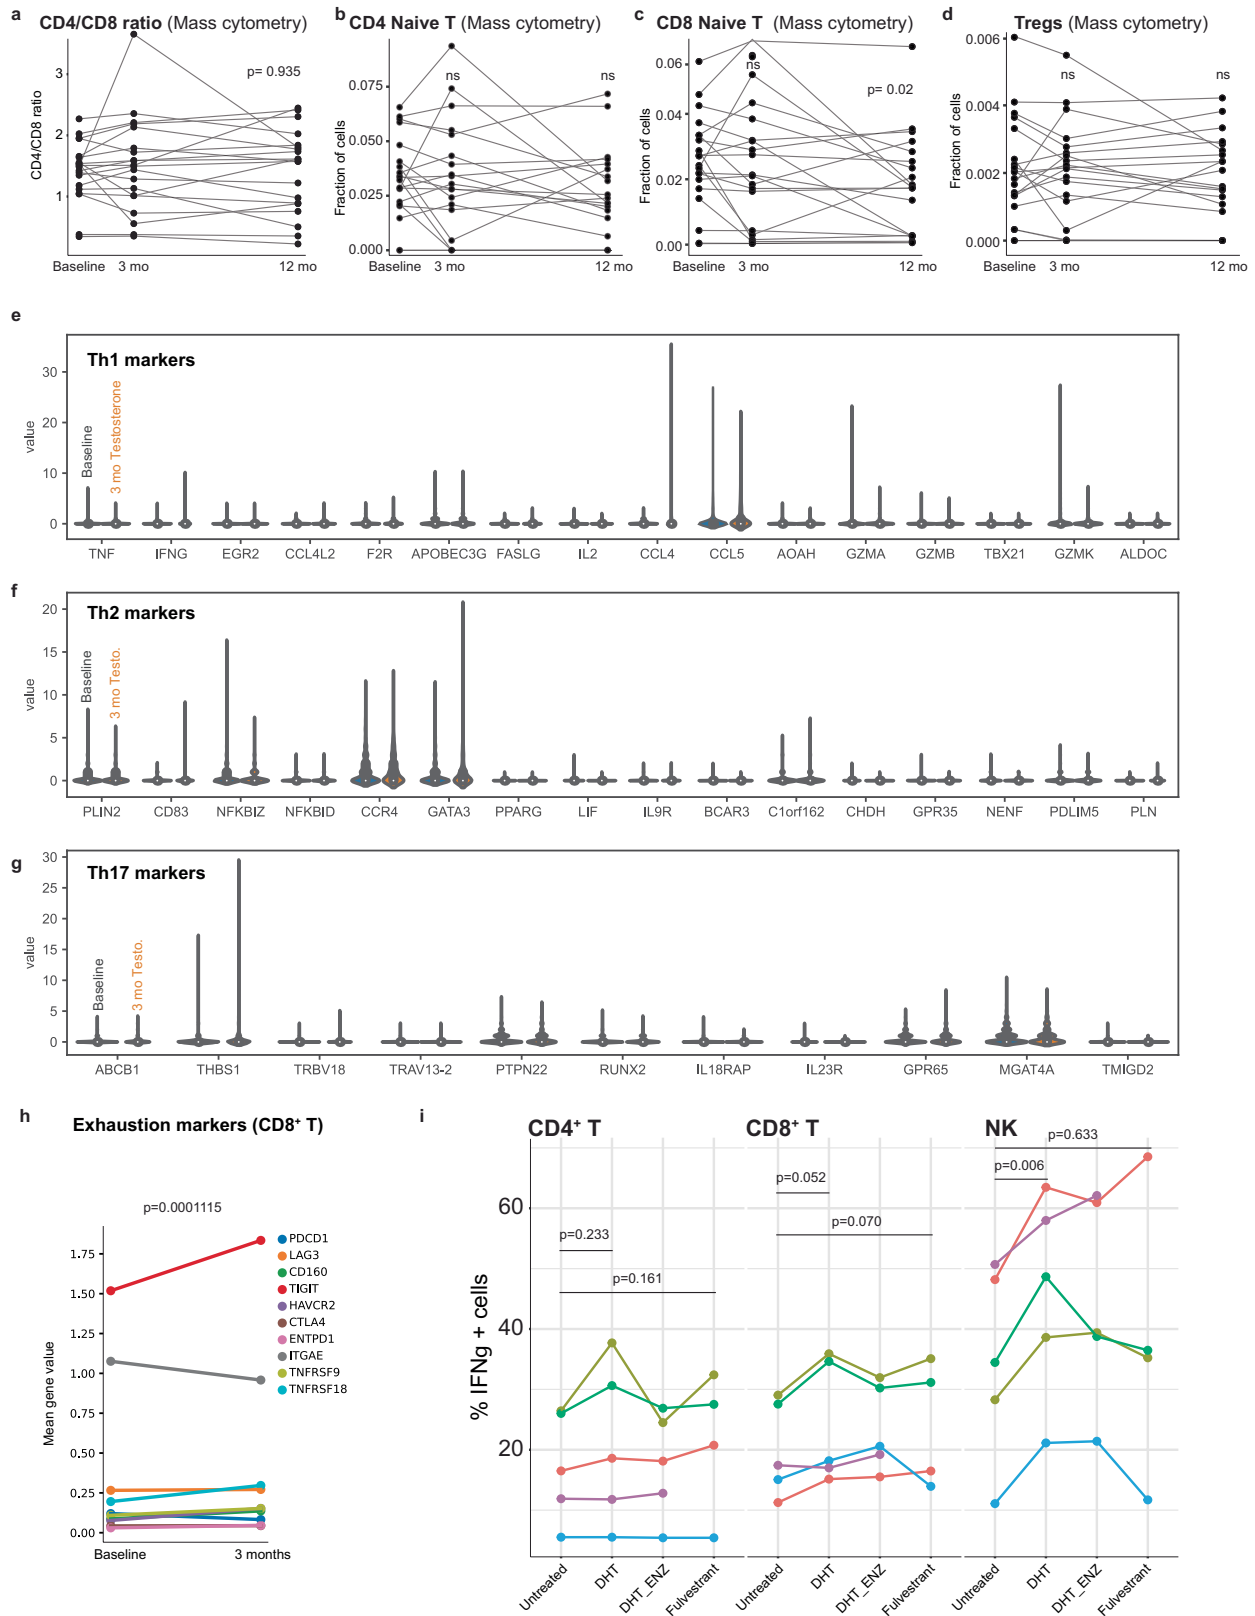 a
CD4/CD8 ratio (Mass cytometry)
CD4/CD8 ratio
3
2
1
p= 0.935
Baseline 3 mo 12 mo
b
CD4 Naive T (Mass cytometry)
Fraction of cells
0.075
0.050
0.025
0.000
ns
ns
Baseline 3 mo 12 mo
c
CD8 Naive T (Mass cytometry)
Fraction of cells
0.06
0.04
0.02
0.00
ns
p= 0.02
Baseline 3 mo 12 mo
d
Tregs (Mass cytometry)
Fraction of cells
0.006
0.004
0.002
0.000
ns
ns
Baseline 3 mo 12 mo
e
Th1 markers
value
30
20
10
0
Baseline
3 mo Testosterone
TNF IFNG EGR2 CCL4L2 F2R APOBEC3G FASLG IL2 CCL4 CCL5 AOAH GZMA GZMB TBX21 GZMK ALDOC
f
Th2 markers
value
20
15
10
5
0
Baseline
3 mo Testo.
PLIN2 CD83 NFKBIZ NFKBID CCR4 GATA3 PPARG LIF IL9R BCAR3 C1orf162 CHDH GPR35 NENF PDLIM5 PLN
g
Th17 markers
value
30
25
20
15
10
5
0
Baseline
3 mo Testo.
ABCB1 THBS1 TRBV18 TRAV13-2 PTPN22 RUNX2 IL18RAP IL23R GPR65 MGAT4A TMIGD2
h
Exhaustion markers (CD8⁺ T)
p=0.0001115
Mean gene value
1.75
1.50
1.25
1.00
0.75
0.50
0.25
0.00
Baseline 3 months
PDCD1
LAG3
CD160
TIGIT
HAVCR2
CTLA4
ENTPD1
ITGAE
TNFRSF9
TNFRSF18
i
CD4⁺ T
CD8⁺ T
NK
% IFNg + cells
60
40
20
p=0.233
p=0.161
p=0.052
p=0.070
p=0.633
p=0.006
Untreated DHT DHT_ENZ Fulvestrant
Untreated DHT DHT_ENZ Fulvestrant
Untreated DHT DHT_ENZ Fulvestrant